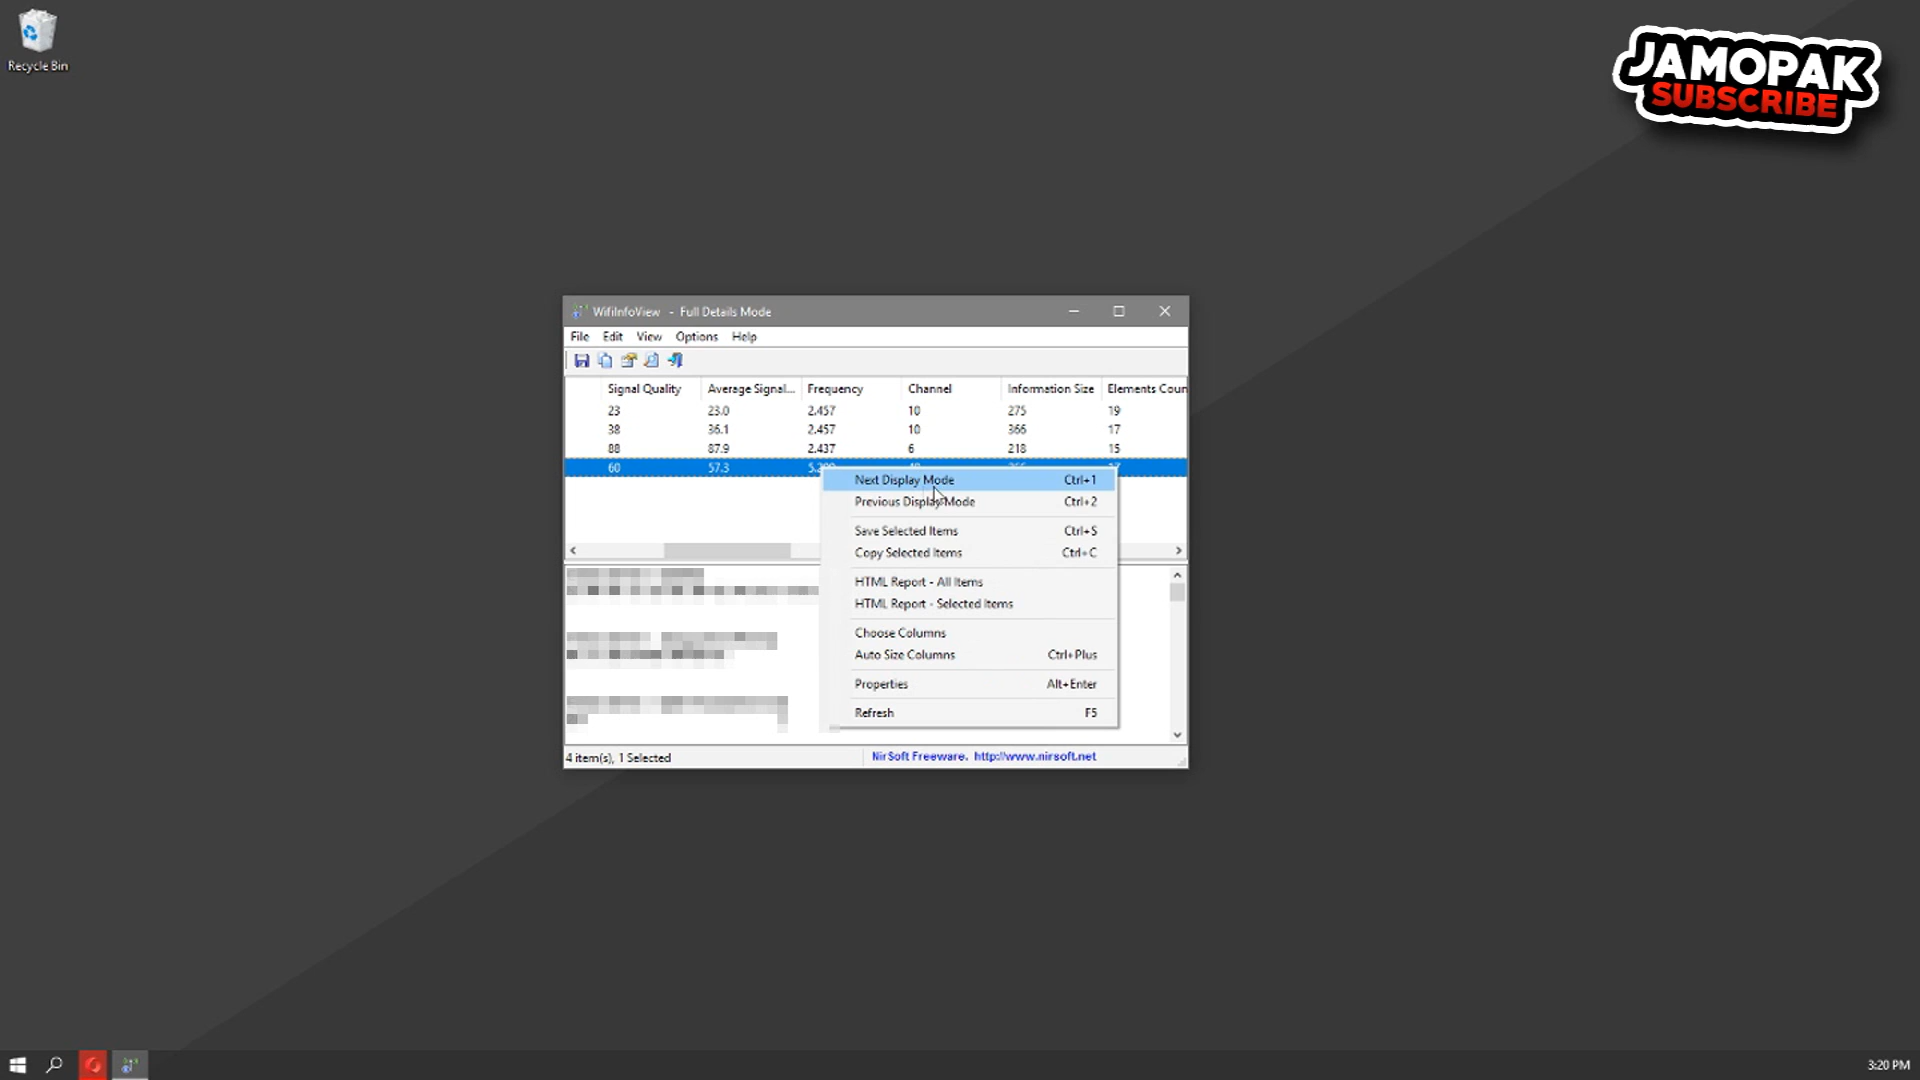 Recycle Bin
JAMOPAK
SUBSCRIBE
WifiInfoView - Full Details Mode
File Edit View Options Help
Signal Quality Average Signal... Frequency Channel Information Size Elements Coun
23 23.0 2.457 10 275 19
38 36.1 2.457 10 366 17
88 87.9 2.437 6 218 15
60 57.3
Next Display Mode Ctrl+1
Previous Display Mode Ctrl+2
Save Selected Items Ctrl+S
Copy Selected Items Ctrl+C
HTML Report - All Items
HTML Report - Selected Items
Choose Columns
Auto Size Columns Ctrl+Plus
Properties Alt+Enter
Refresh F5
4 item(s), 1 Selected
NirSoft Freeware. http://www.nirsoft.net
3:20 PM